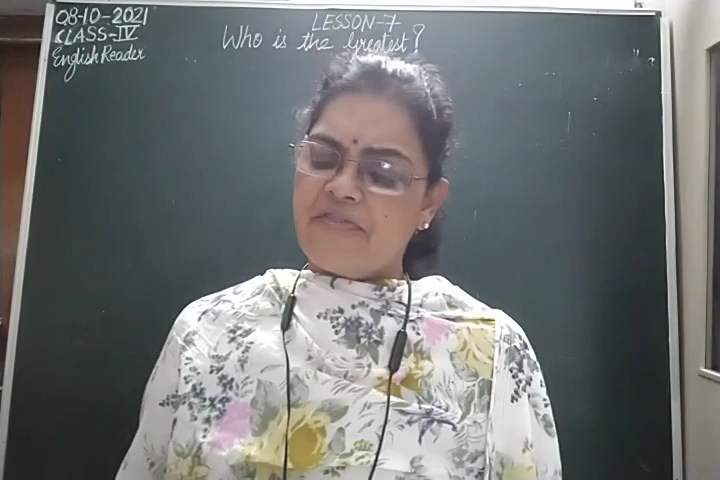 08-10-2021
CLASS-IV
English Reader
LESSON-7
Who is the Greatest?